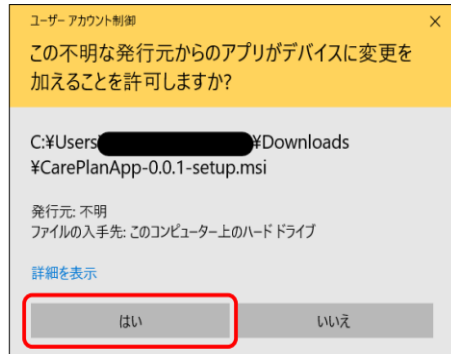 ユーザー アカウント制御
この不明な発行元からのアプリがデバイスに変更を
加えることを許可しますか?
C:¥Users ¥Downloads
¥CarePlanApp-0.0.1-setup.msi
発行元: 不明
ファイルの入手先: このコンピューター上のハード ドライブ
詳細を表示
はい いいえ